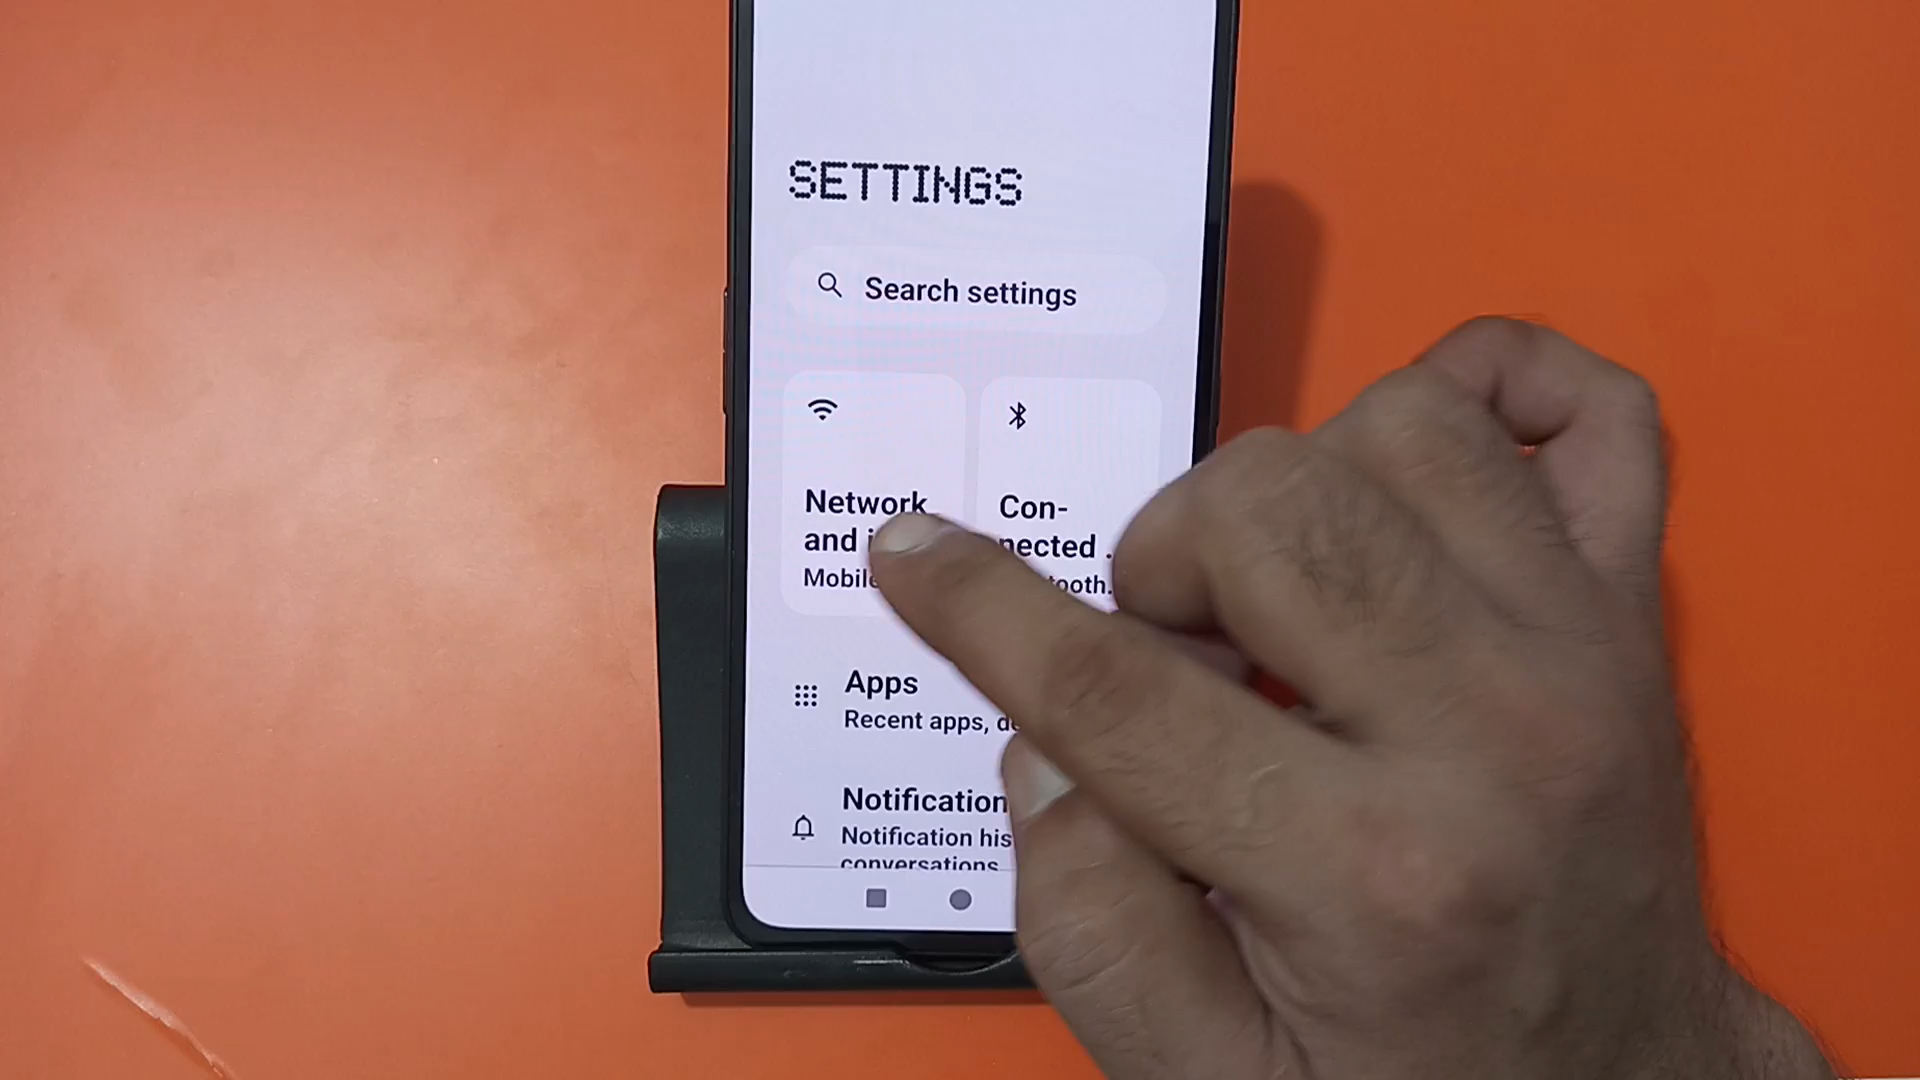 SETTINGS
Search settings
Network
and
Mobile
Con-
nected .
tooth.
Apps
Recent apps,
Notification
Notification his
conversations